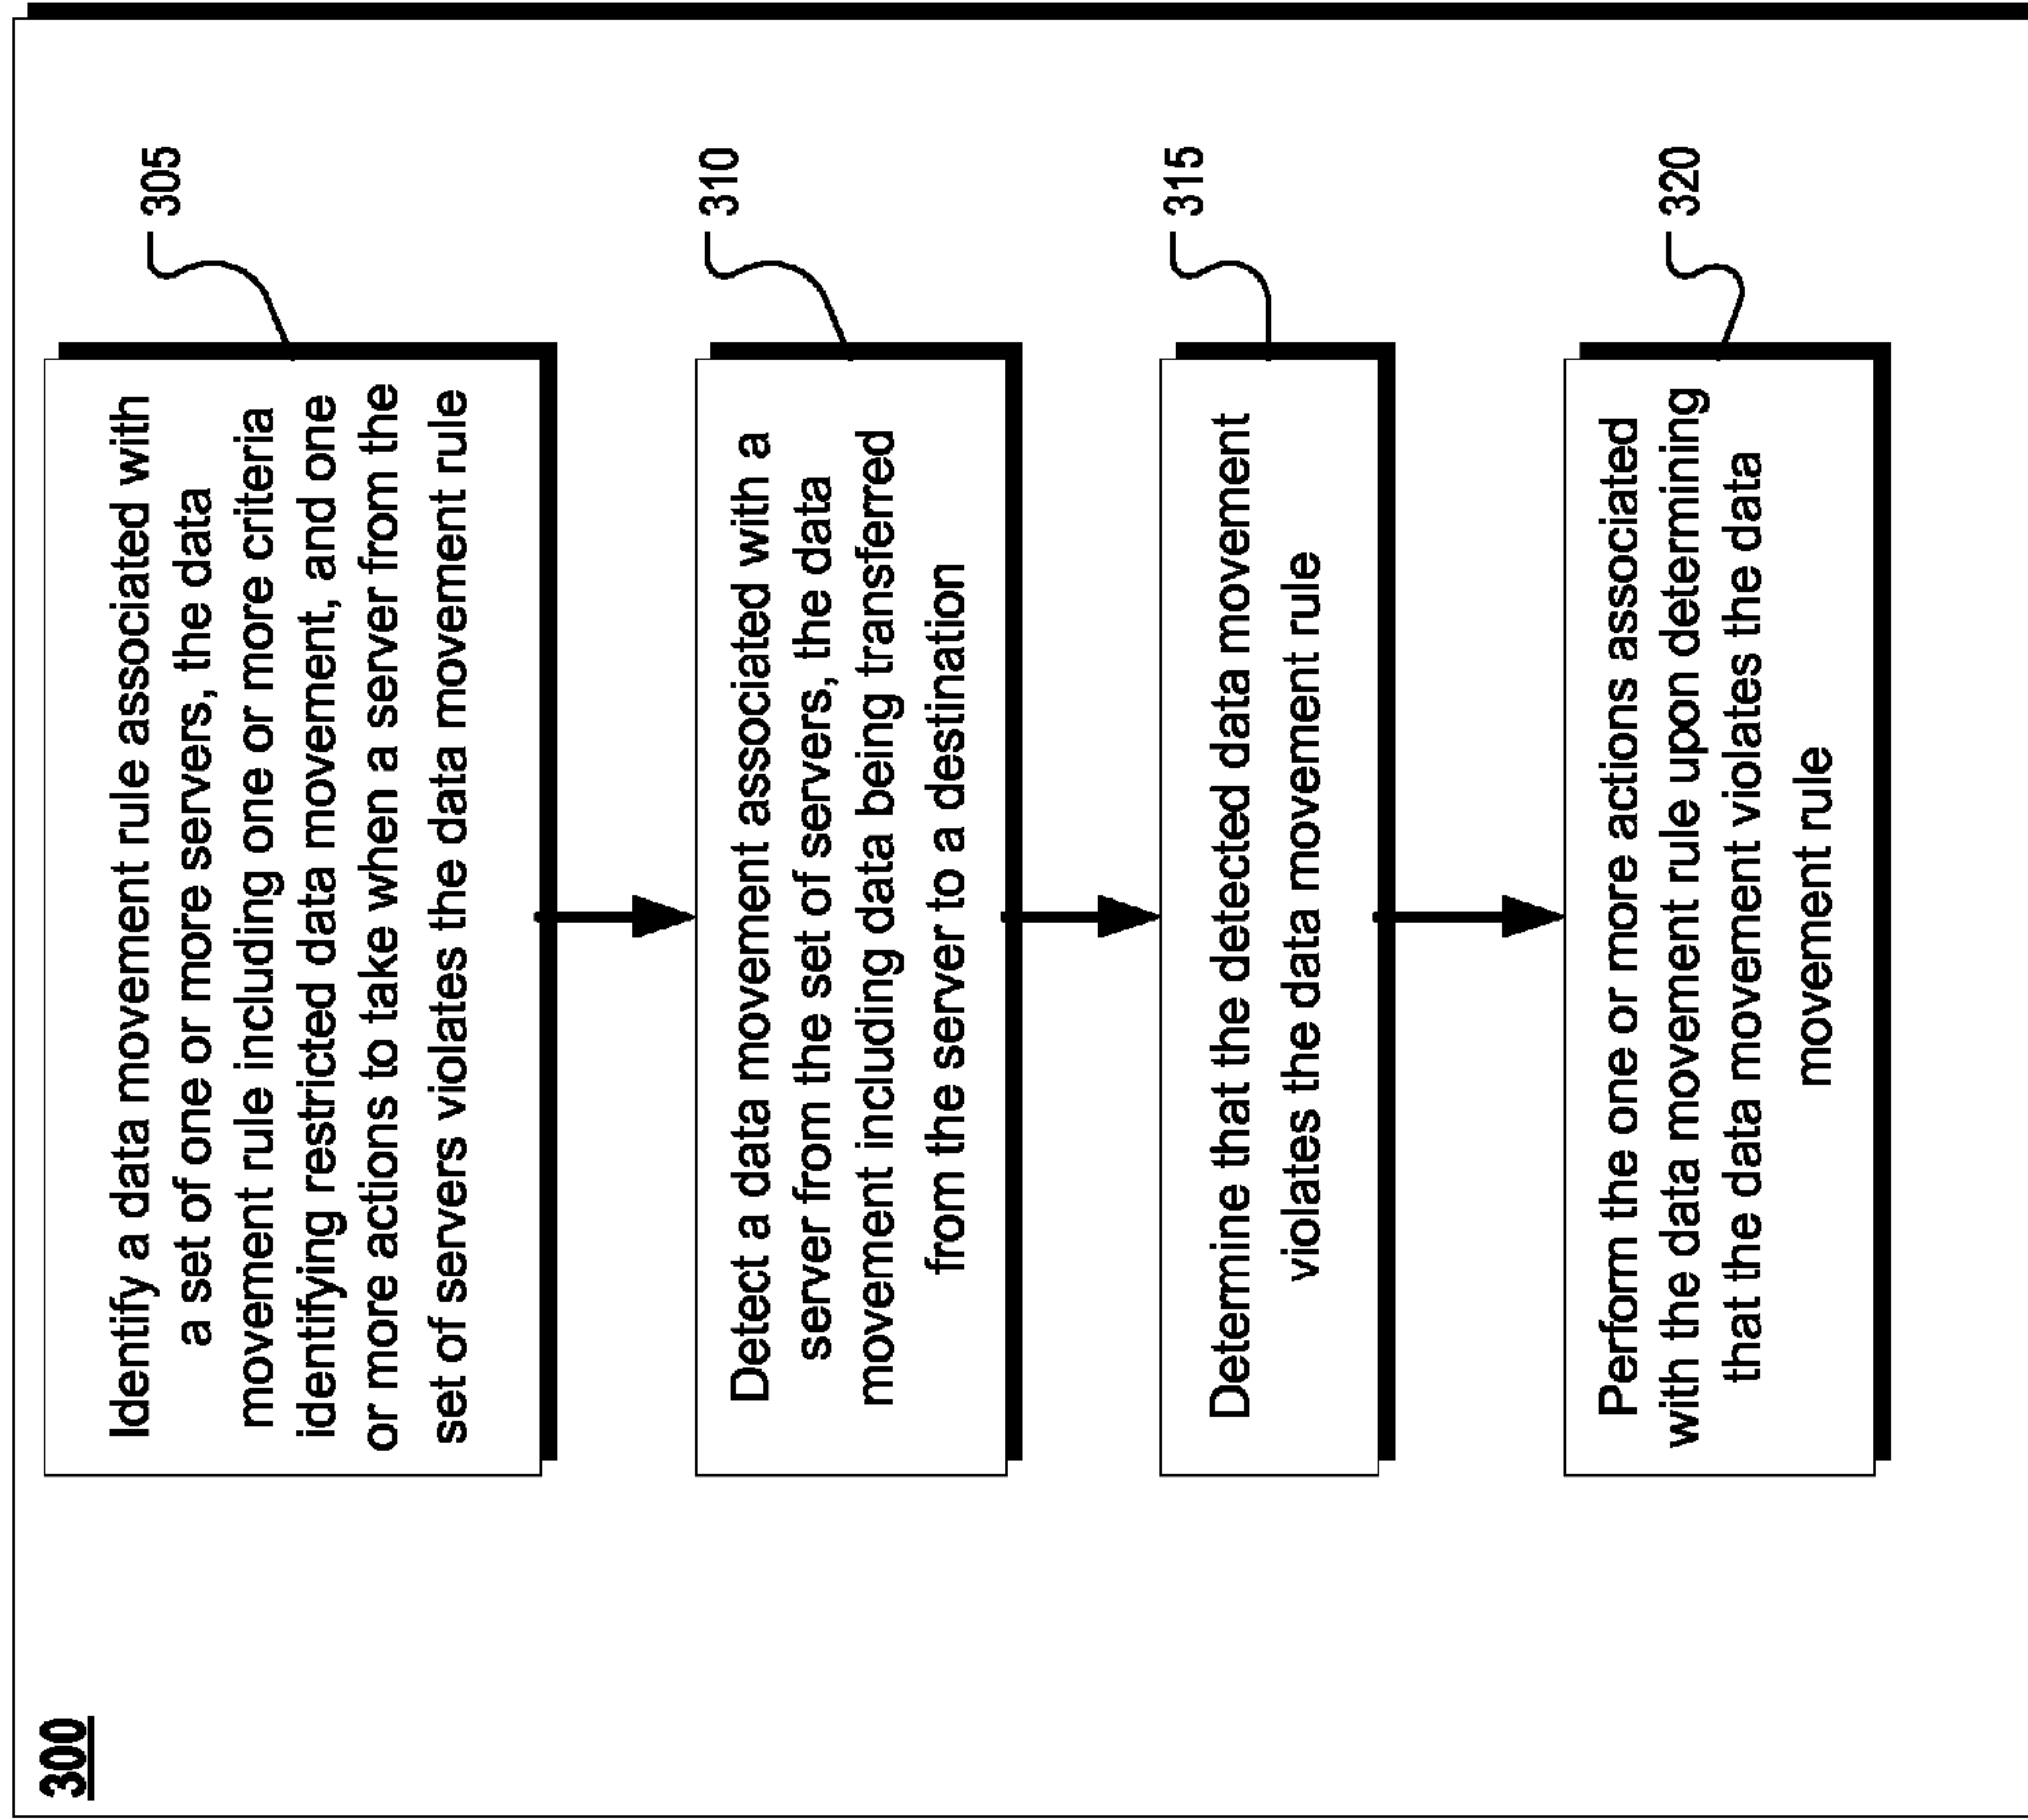 300
Identify a data movement rule associated with
a set of one or more servers, the data
movement rule including one or more criteria
identifying restricted data movement, and one
or more actions to take when a server from the
set of servers violates the data movement rule
305
Detect a data movement associated with a
server from the set of servers, the data
movement including data being transferred
from the server to a destination
310
Determine that the detected data movement
violates the data movement rule
315
Perform the one or more actions associated
with the data movement rule upon determining
that the data movement violates the data
movement rule
320